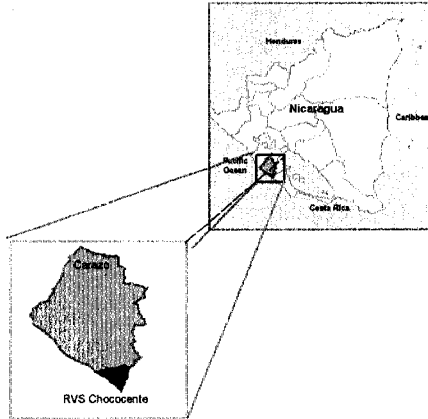 Honduras
Nicaragua
Caribbean
Pacific
Ocean
Costa Rica
Carazo
RVS Chococente